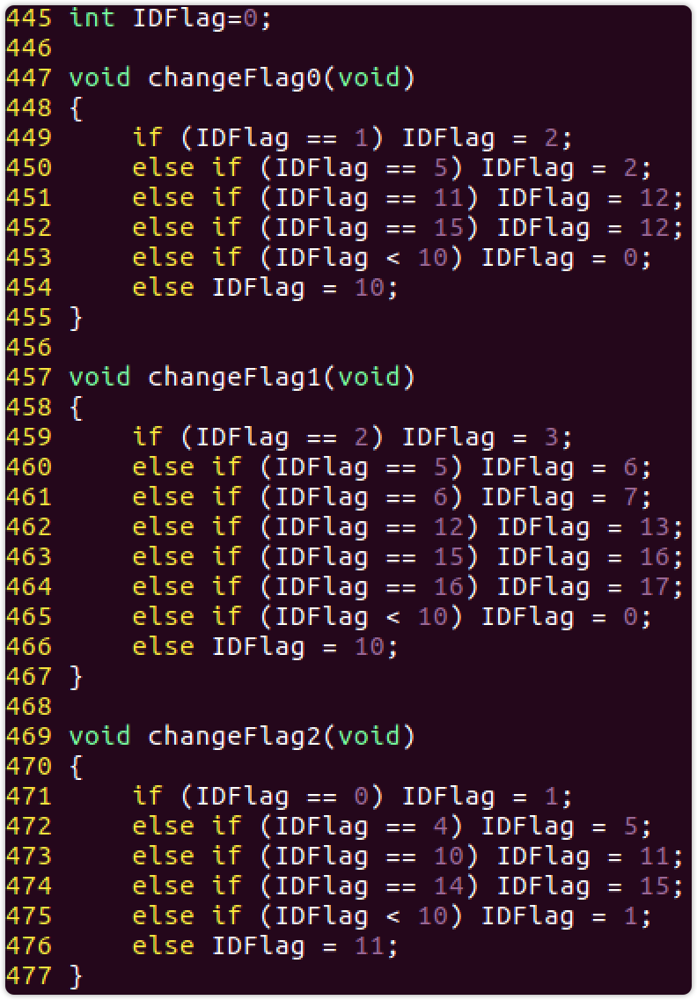 445 int IDFlag=0;
446
447 void changeFlag0(void)
448 {
449     if (IDFlag == 1) IDFlag = 2;
450     else if (IDFlag == 5) IDFlag = 2;
451     else if (IDFlag == 11) IDFlag = 12;
452     else if (IDFlag == 15) IDFlag = 12;
453     else if (IDFlag < 10) IDFlag = 0;
454     else IDFlag = 10;
455 }
456
457 void changeFlag1(void)
458 {
459     if (IDFlag == 2) IDFlag = 3;
460     else if (IDFlag == 5) IDFlag = 6;
461     else if (IDFlag == 6) IDFlag = 7;
462     else if (IDFlag == 12) IDFlag = 13;
463     else if (IDFlag == 15) IDFlag = 16;
464     else if (IDFlag == 16) IDFlag = 17;
465     else if (IDFlag < 10) IDFlag = 0;
466     else IDFlag = 10;
467 }
468
469 void changeFlag2(void)
470 {
471     if (IDFlag == 0) IDFlag = 1;
472     else if (IDFlag == 4) IDFlag = 5;
473     else if (IDFlag == 10) IDFlag = 11;
474     else if (IDFlag == 14) IDFlag = 15;
475     else if (IDFlag < 10) IDFlag = 1;
476     else IDFlag = 11;
477 }